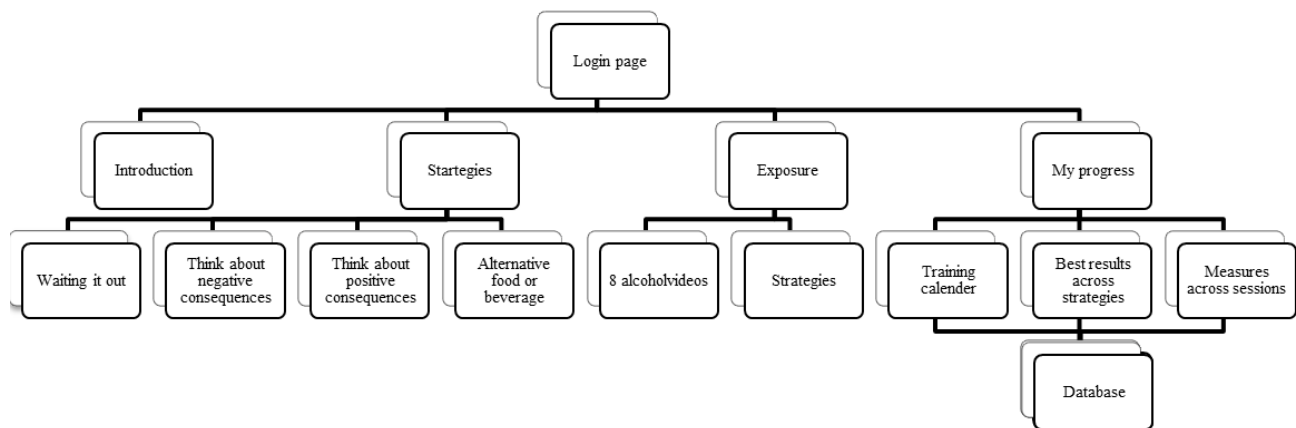 Login page
Introduction
Startegies
Exposure
My progress
Waiting it out
Think about
negative
consequences
Think about
positive
consequences
Alternative
food or
beverage
8 alcoholvideos
Strategies
Training
calender
Best results
across
strategies
Measures
across sessions
Database